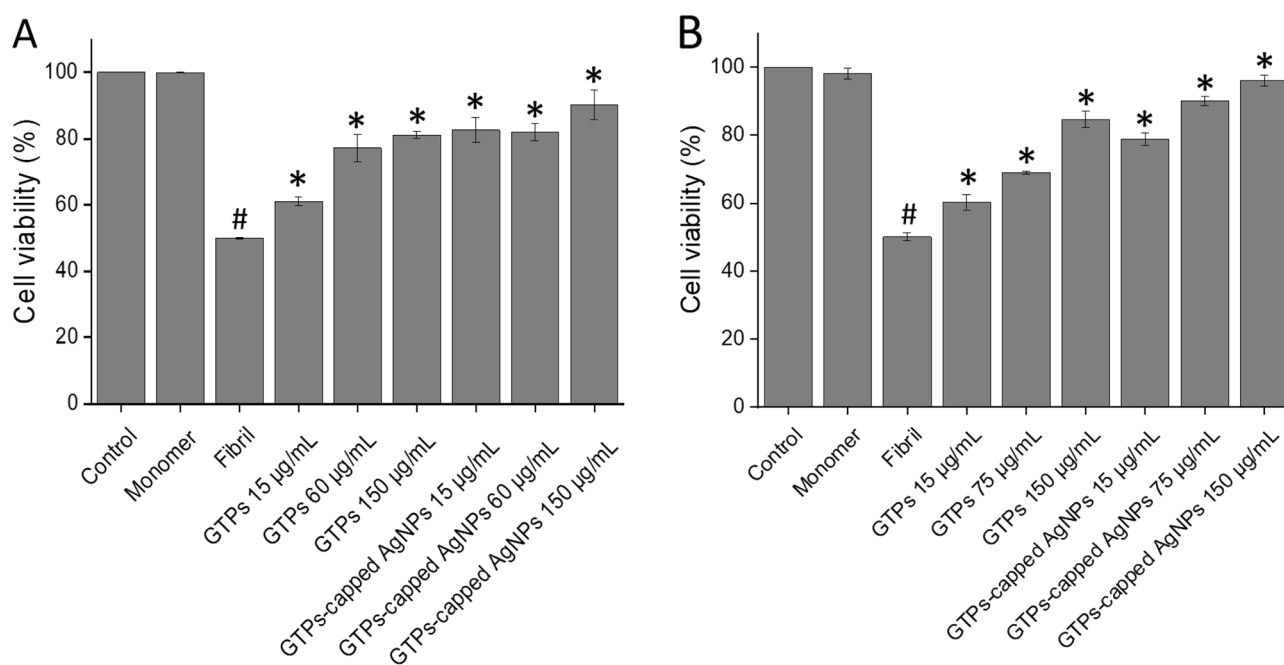 A
Cell viability (%)
100
80
60
40
20
0
#
*
*
*
*
*
*
Control
Monomer
Fibril
GTPs 15 µg/mL
GTPs 60 µg/mL
GTPs 150 µg/mL
GTPs-capped AgNPs 15 µg/mL
GTPs-capped AgNPs 60 µg/mL
GTPs-capped AgNPs 150 µg/mL
B
Cell viability (%)
100
80
60
40
20
0
#
*
*
*
*
*
*
Control
Monomer
Fibril
GTPs 15 µg/mL
GTPs 75 µg/mL
GTPs 150 µg/mL
GTPs-capped AgNPs 15 µg/mL
GTPs-capped AgNPs 75 µg/mL
GTPs-capped AgNPs 150 µg/mL